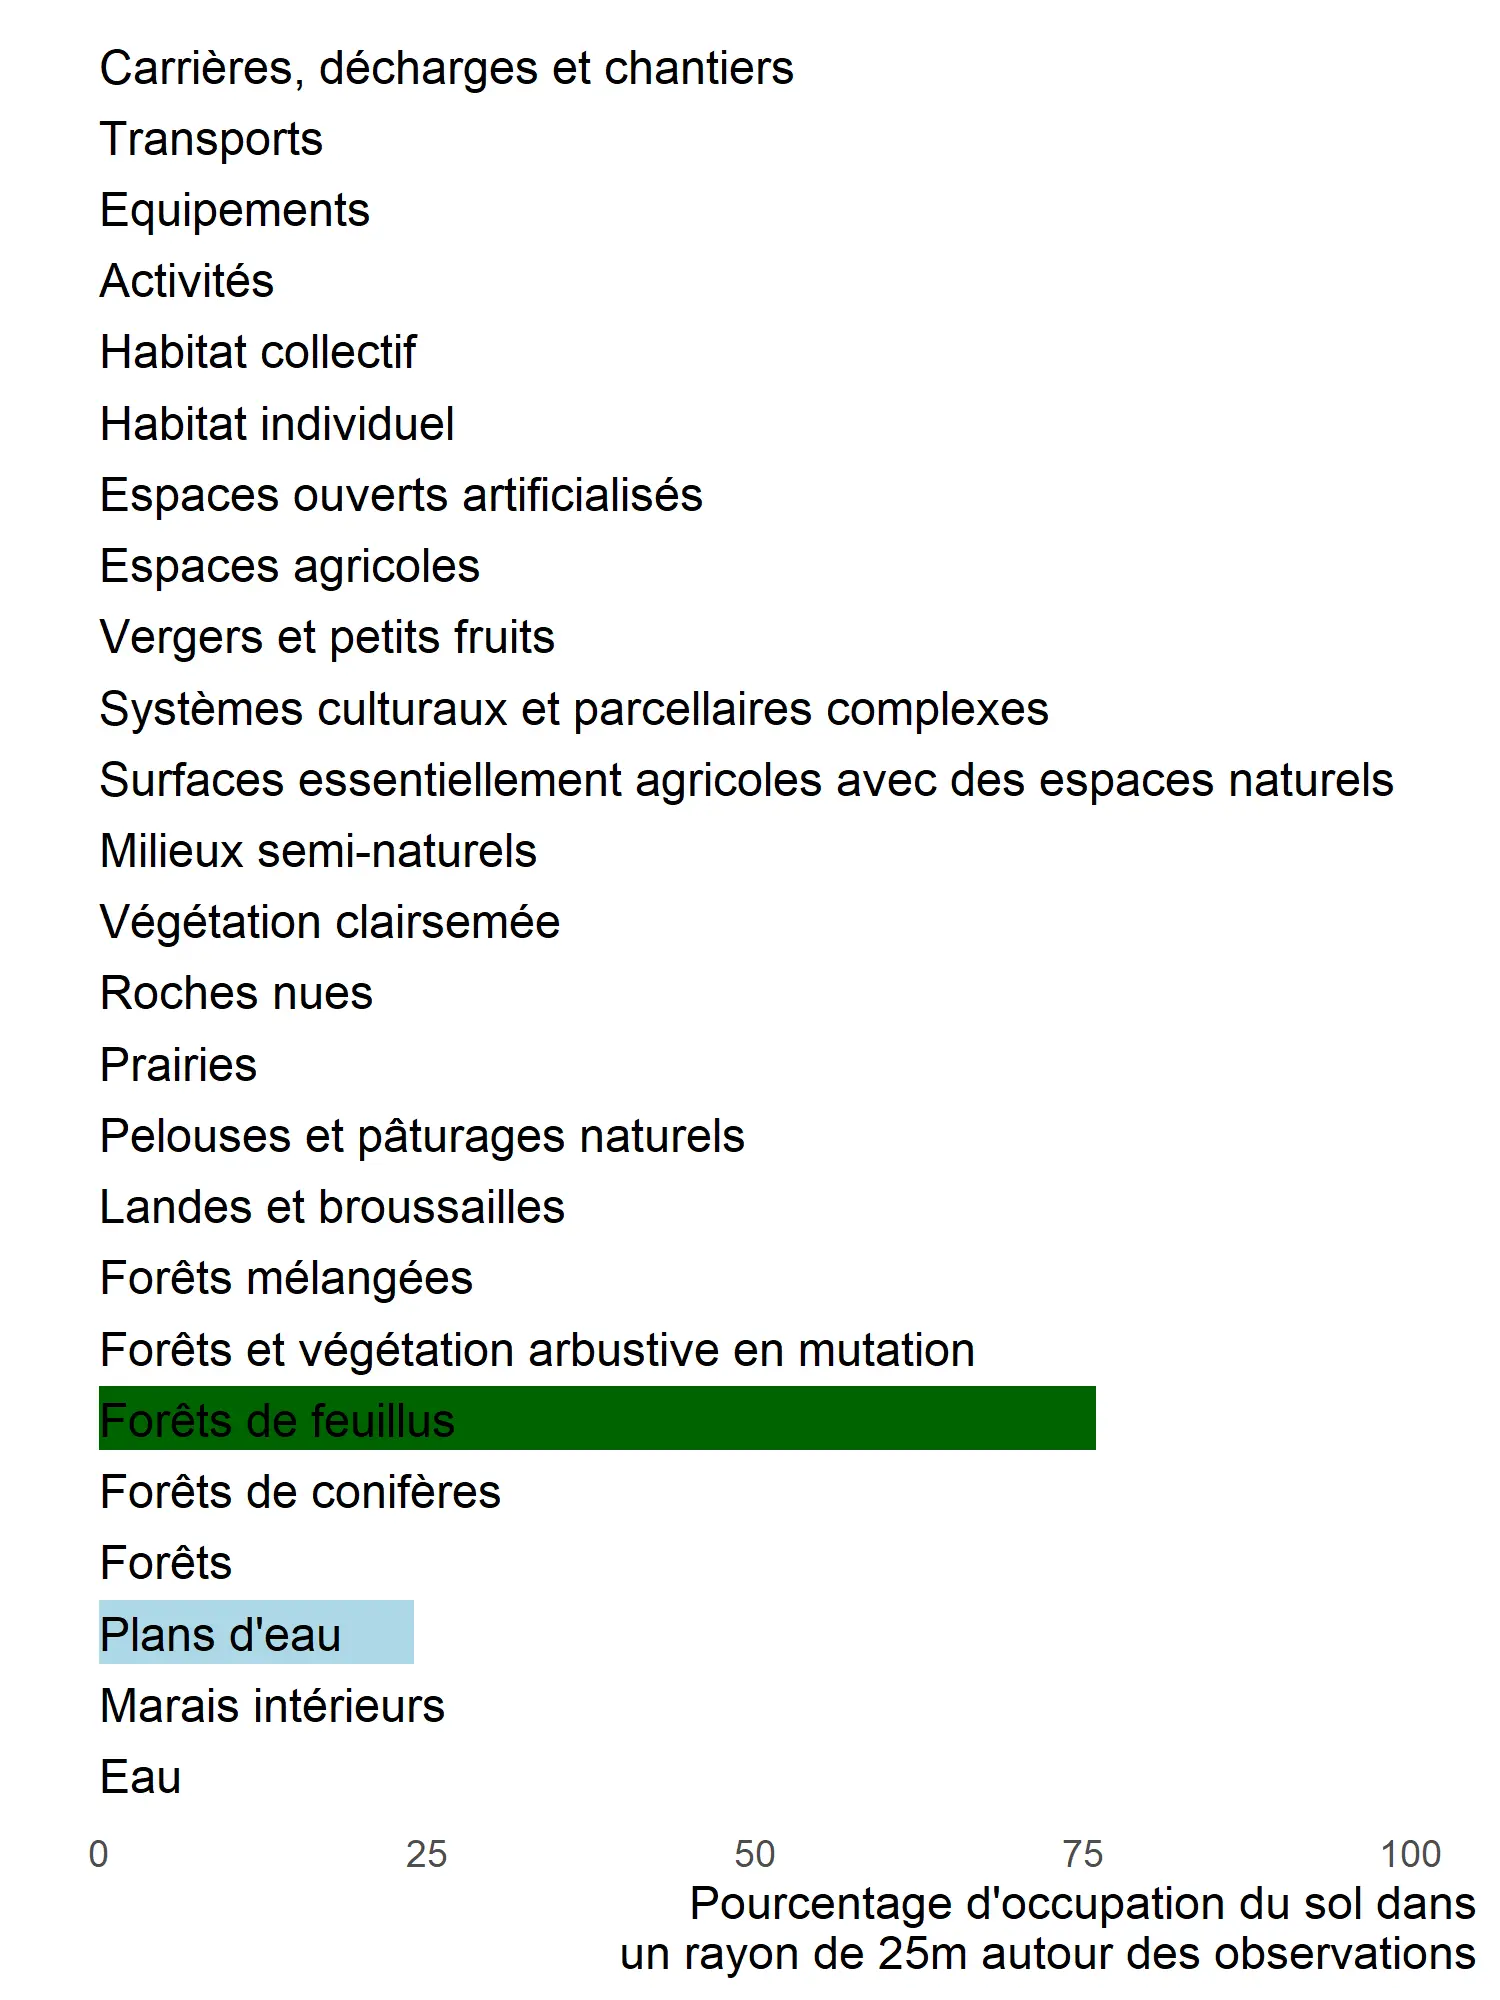 Carrières, décharges et chantiers
Transports
Equipements
Activités
Habitat collectif
Habitat individuel
Espaces ouverts artificialisés
Espaces agricoles
Vergers et petits fruits
Systèmes culturaux et parcellaires complexes
Surfaces essentiellement agricoles avec des espaces naturels
Milieux semi-naturels
Végétation clairsemée
Roches nues
Prairies
Pelouses et pâturages naturels
Landes et broussailles
Forêts mélangées
Forêts et végétation arbustive en mutation
Forêts de feuillus
Forêts de conifères
Forêts
Plans d'eau
Marais intérieurs
Eau
0 25 50 75 100
Pourcentage d'occupation du sol dans
un rayon de 25m autour des observations